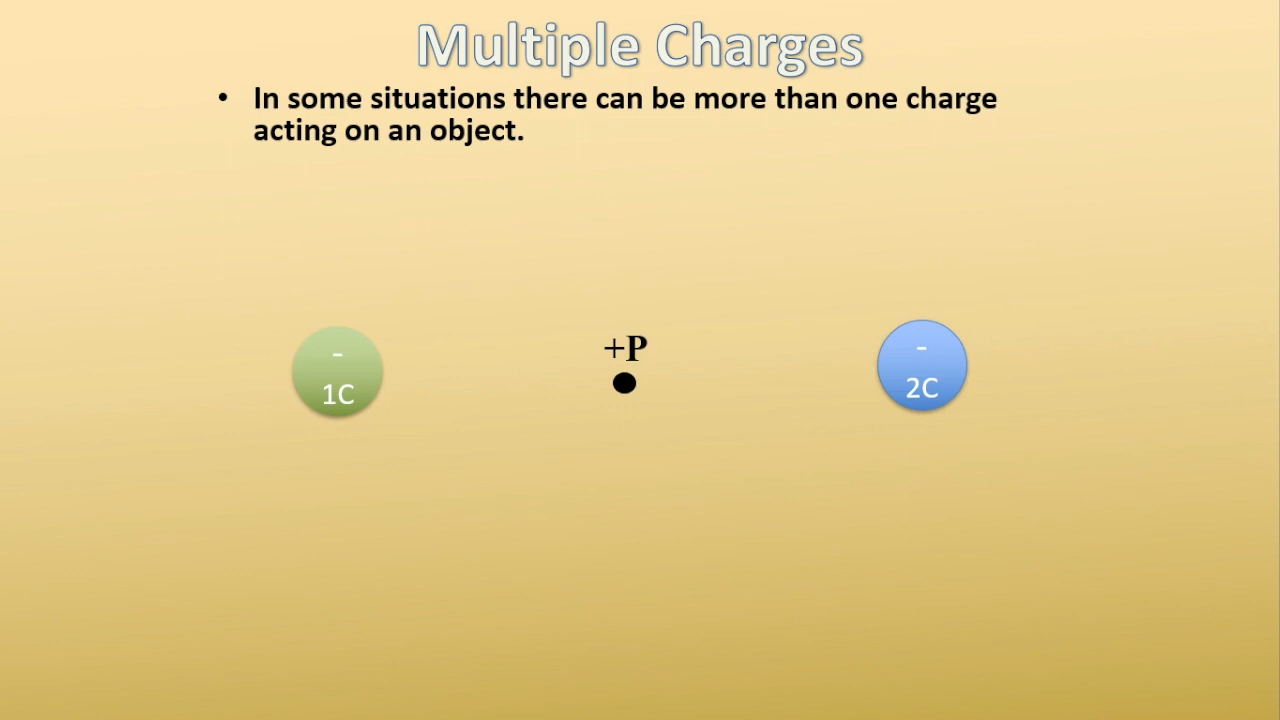 Multiple Charges
• In some situations there can be more than one charge
acting on an object.
+P
-
1C
-
2C